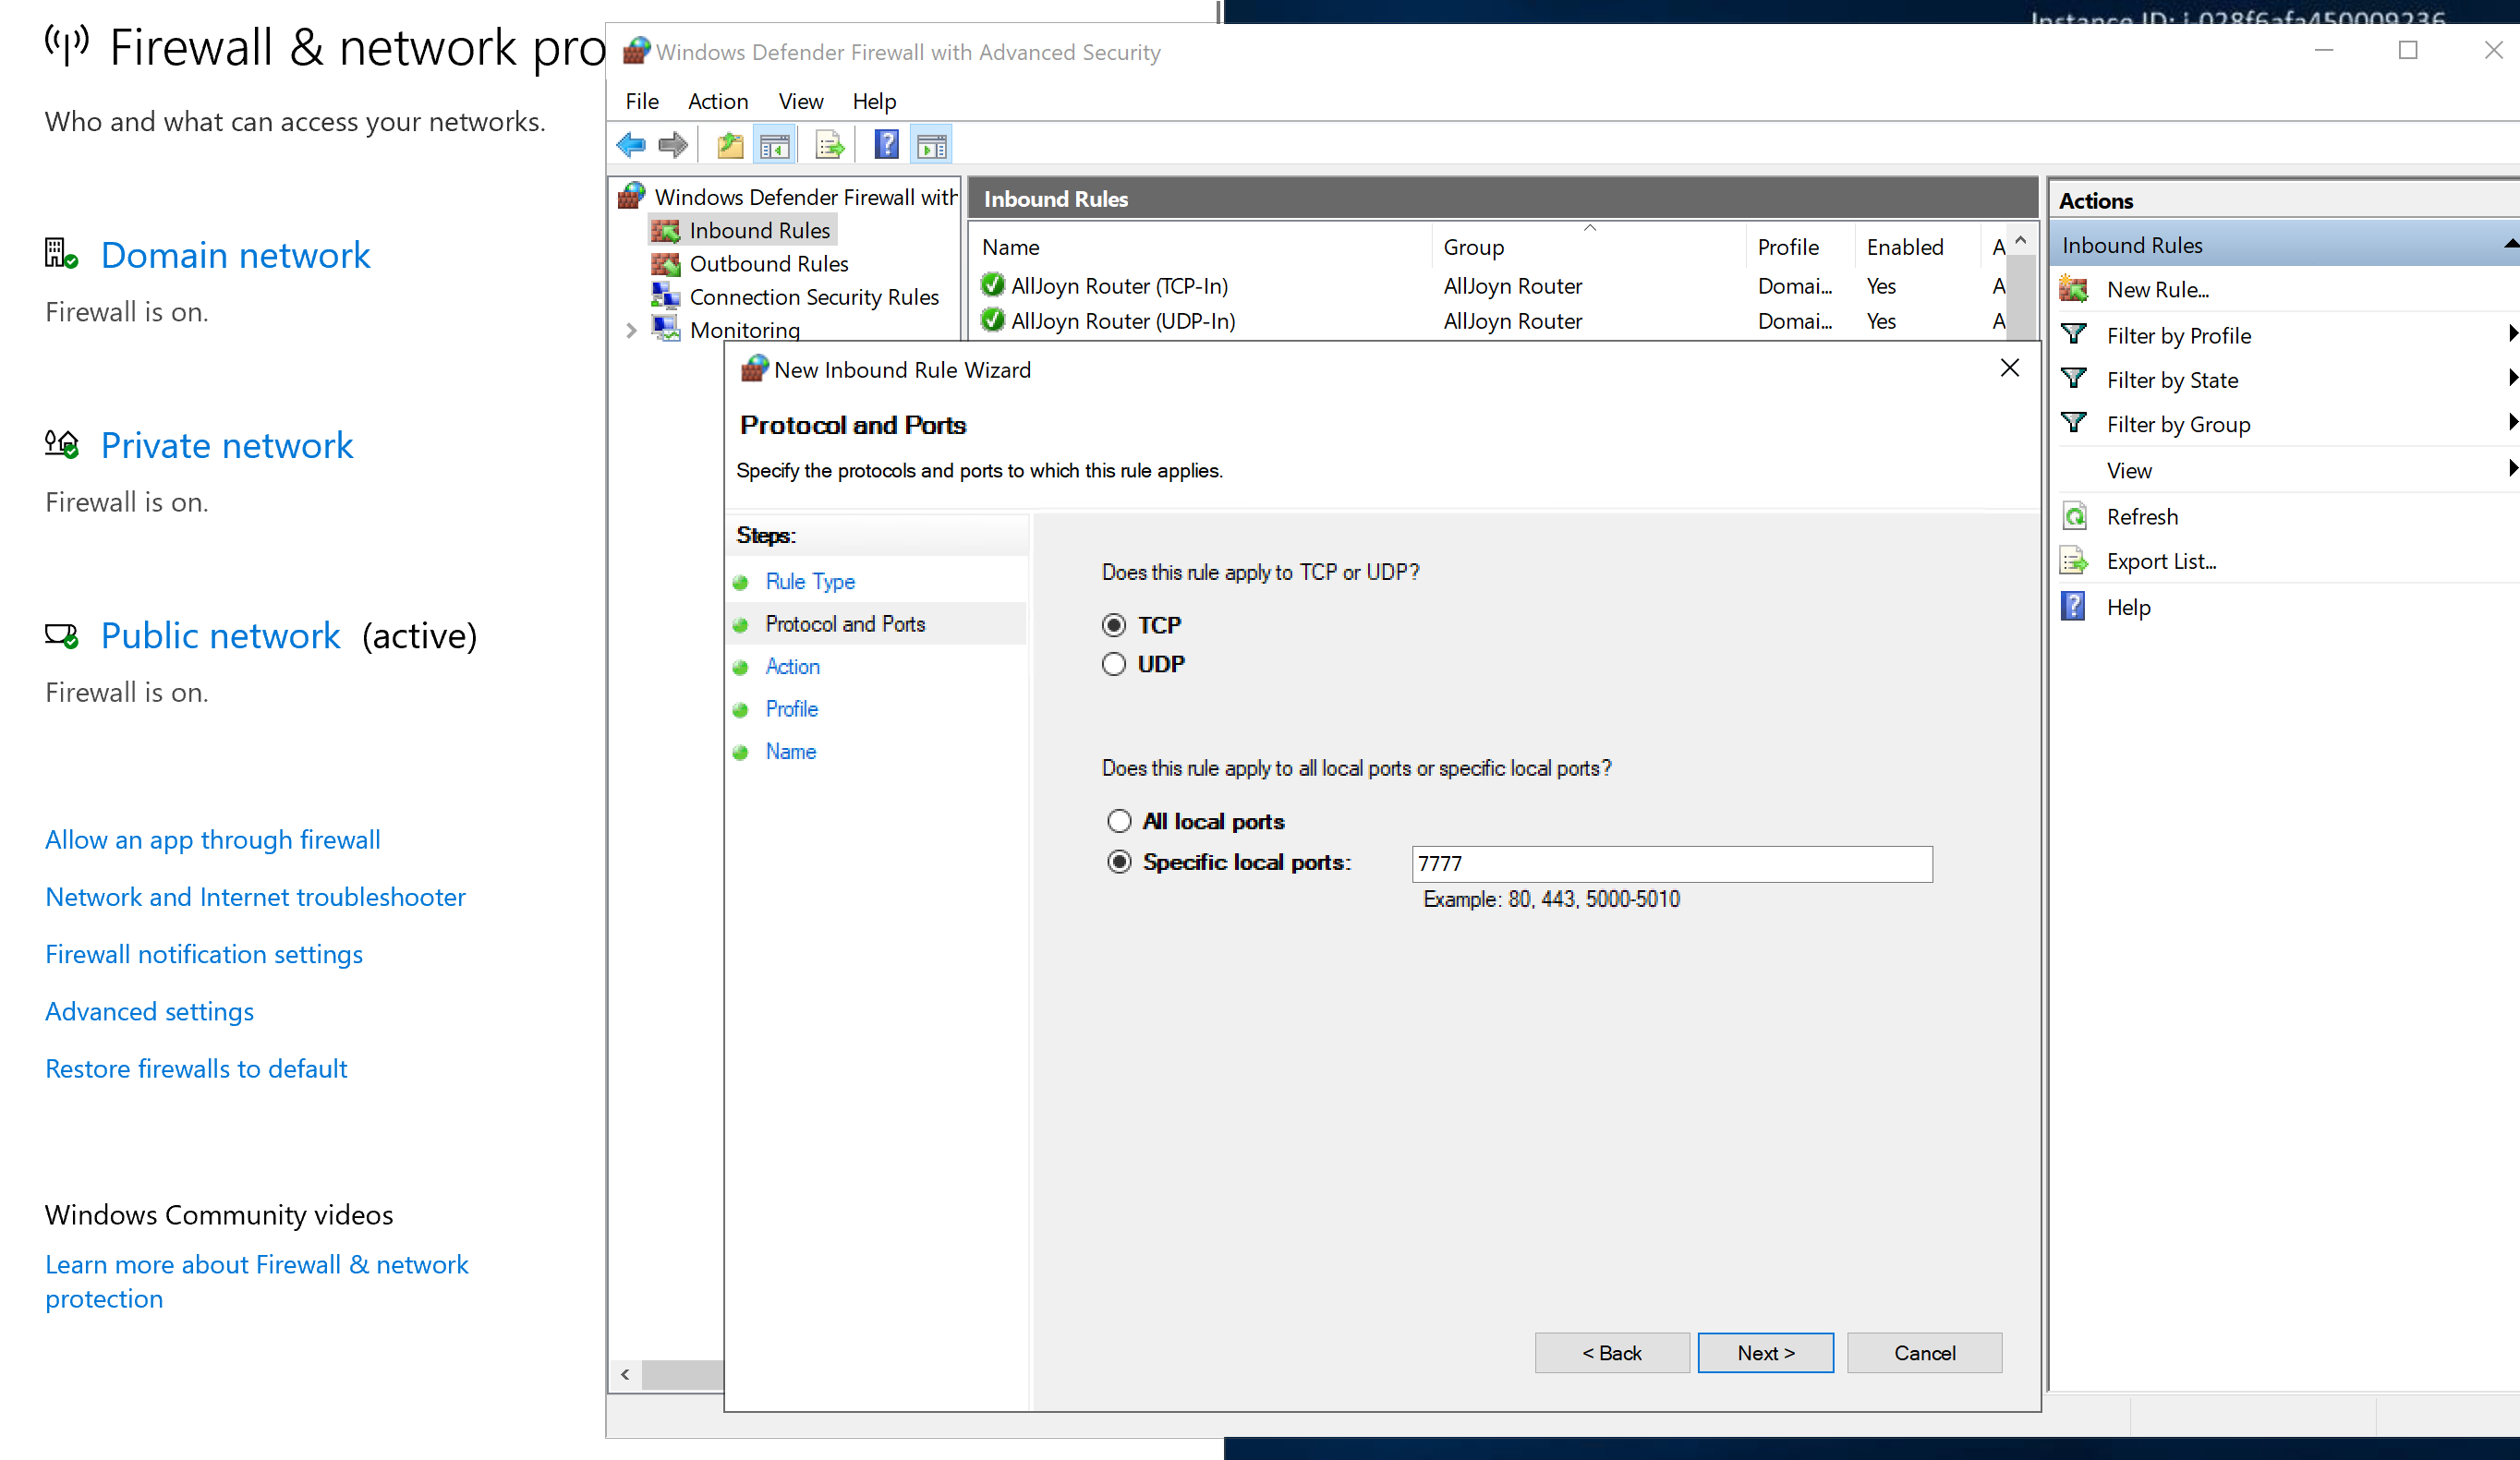 Firewall & network pro
Who and what can access your networks.
Domain network
Firewall is on.
Private network
Firewall is on.
Public network (active)
Firewall is on.
Allow an app through firewall
Network and Internet troubleshooter
Firewall notification settings
Advanced settings
Restore firewalls to default
Windows Community videos
Learn more about Firewall & network
protection
Instance ID: i-028f6afa450009236
Windows Defender Firewall with Advanced Security
File Action View Help
Windows Defender Firewall with
Inbound Rules
Outbound Rules
Connection Security Rules
Monitoring
Inbound Rules
Name Group Profile Enabled A
AllJoyn Router (TCP-In) AllJoyn Router Domai... Yes A
AllJoyn Router (UDP-In) AllJoyn Router Domai... Yes A
New Inbound Rule Wizard
Protocol and Ports
Specify the protocols and ports to which this rule applies.
Steps:
Rule Type
Protocol and Ports
Action
Profile
Name
Does this rule apply to TCP or UDP?
TCP
UDP
Does this rule apply to all local ports or specific local ports?
All local ports
Specific local ports: 7777
Example: 80, 443, 5000-5010
< Back Next > Cancel
Actions
Inbound Rules
New Rule...
Filter by Profile
Filter by State
Filter by Group
View
Refresh
Export List...
Help